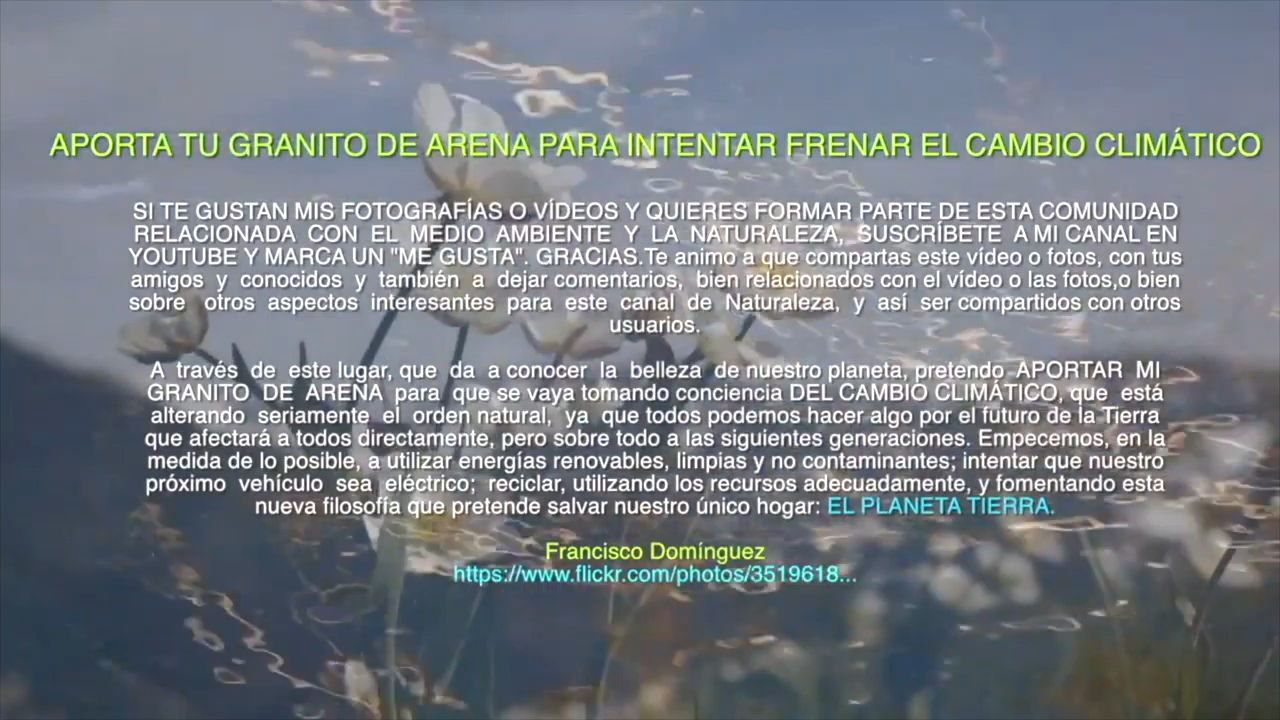 APORTA TU GRANITO DE ARENA PARA INTENTAR FRENAR EL CAMBIO CLIMÁTICO
SI TE GUSTAN MIS FOTOGRAFÍAS O VÍDEOS Y QUIERES FORMAR PARTE DE ESTA COMUNIDAD
RELACIONADA CON EL MEDIO AMBIENTE Y LA NATURALEZA, SUSCRÍBETE A MI CANAL EN
YOUTUBE Y MARCA UN "ME GUSTA". GRACIAS.Te animo a que compartas este vídeo o fotos, con tus
amigos y conocidos y también a dejar comentarios, bien relacionados con el vídeo o las fotos,o bien
sobre otros aspectos interesantes para este canal de Naturaleza, y así ser compartidos con otros
usuarios.
A través de este lugar, que da a conocer la belleza de nuestro planeta, pretendo APORTAR MI
GRANITO DE ARENA para que se vaya tomando conciencia DEL CAMBIO CLIMÁTICO, que está
alterando seriamente el orden natural, ya que todos podemos hacer algo por el futuro de la Tierra
que afectará a todos directamente, pero sobre todo a las siguientes generaciones. Empecemos, en la
medida de lo posible, a utilizar energías renovables, limpias y no contaminantes; intentar que nuestro
próximo vehículo sea eléctrico; reciclar, utilizando los recursos adecuadamente, y fomentando esta
nueva filosofía que pretende salvar nuestro único hogar: EL PLANETA TIERRA.
Francisco Domínguez
https://www.flickr.com/photos/3519618...